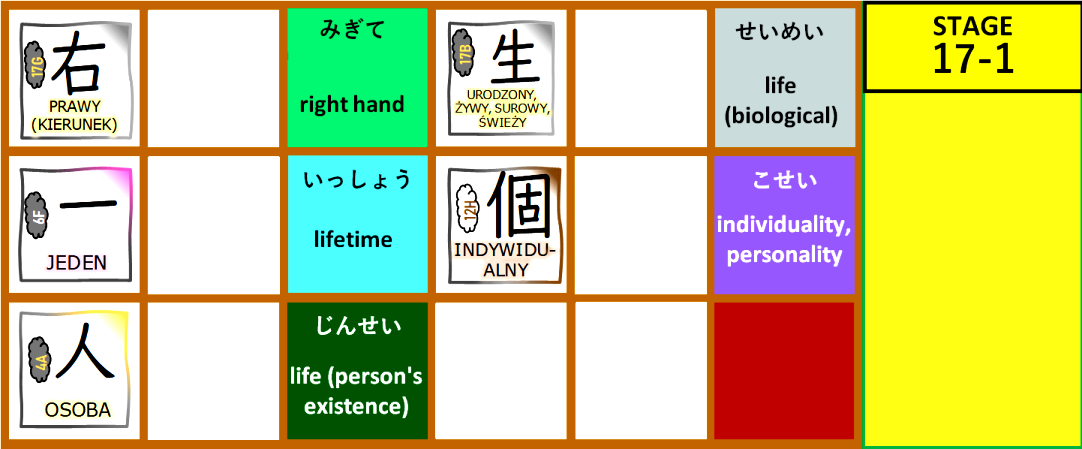 17G
右
PRAWY
(KIERUNEK)
みぎて
right hand
17B
生
URODZONY,
ŻYWY, SUROWY,
ŚWIEŻY
せいめい
life
(biological)
STAGE
17-1
6F
一
JEDEN
いっしょう
lifetime
12H
個
INDYWIDU-
ALNY
こせい
individuality,
personality
4A
人
OSOBA
じんせい
life (person's
existence)